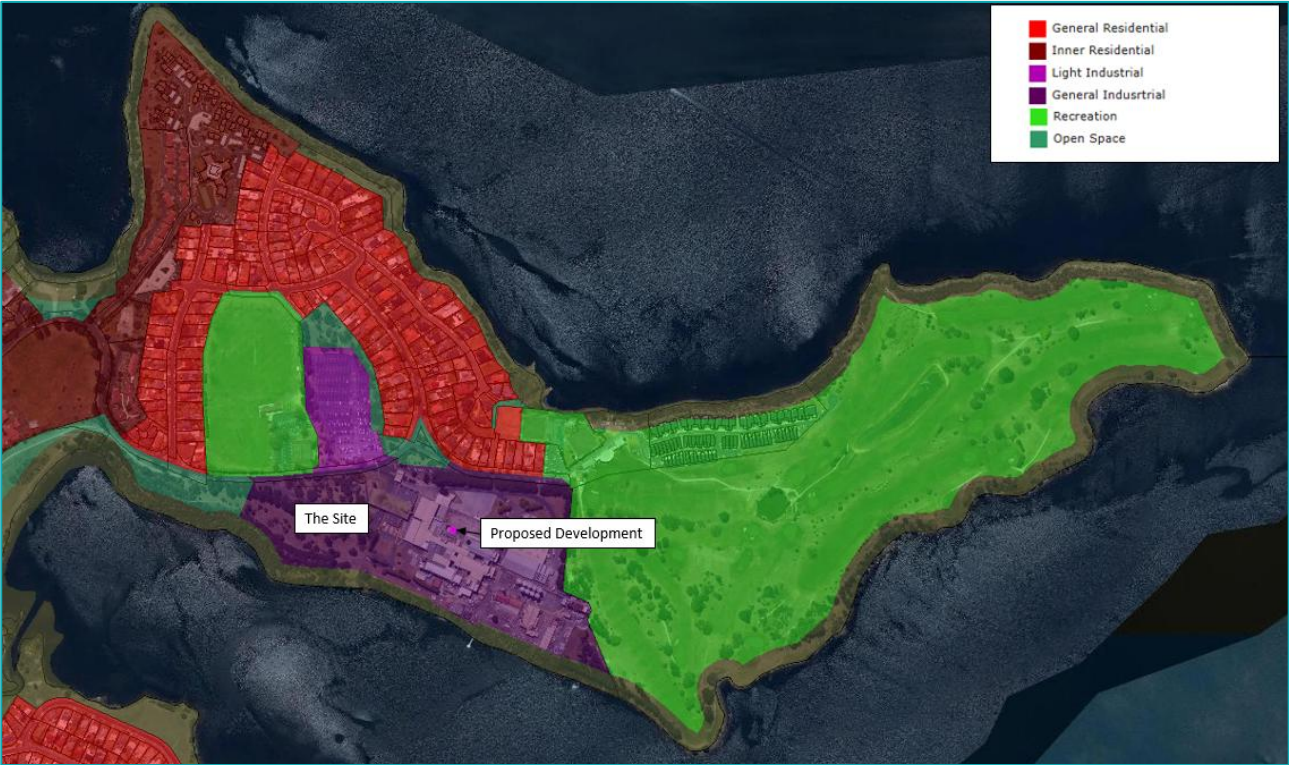 General Residential
Inner Residential
Light Industrial
General Indusrtrial
Recreation
Open Space
The Site
Proposed Development